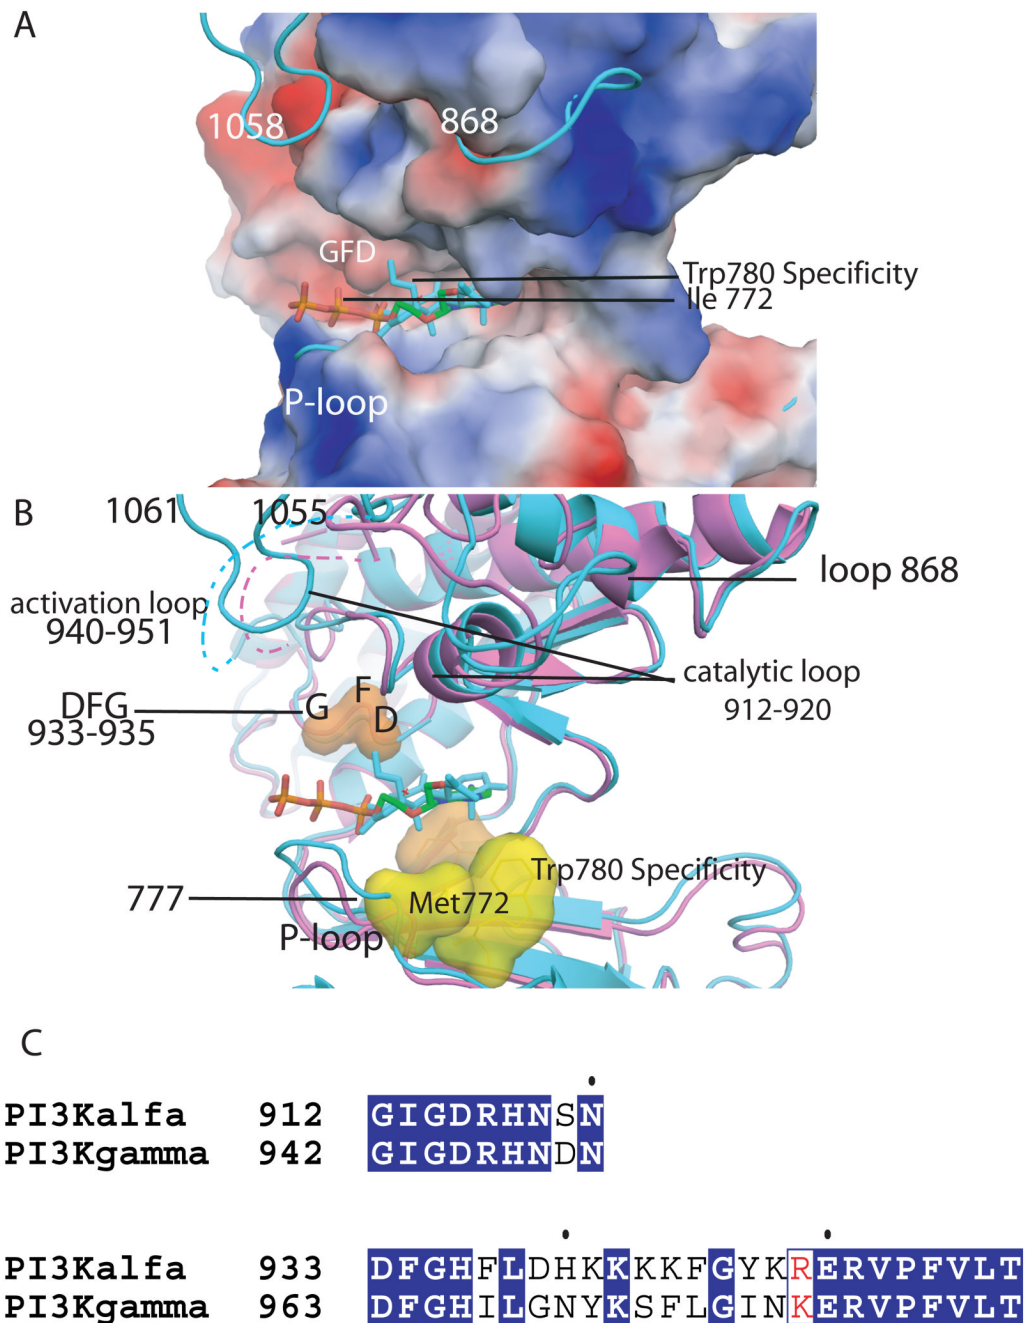 A
1058
868
GFD
Trp780 Specificity
Ile 772
P-loop
B
1061
1055
loop 868
activation loop
940-951
catalytic loop
912-920
DFG
933-935
G
F
D
Trp780 Specificity
777
Met772
P-loop
C
PI3Kalfa 912 GIGDRHNSN
PI3Kgamma 942 GIGDRHNDN
PI3Kalfa 933 DFGHFLDHKKKKFGYKRERVPFVLT
PI3Kgamma 963 DFGHILGNYKSFLGINKERVPFVLT